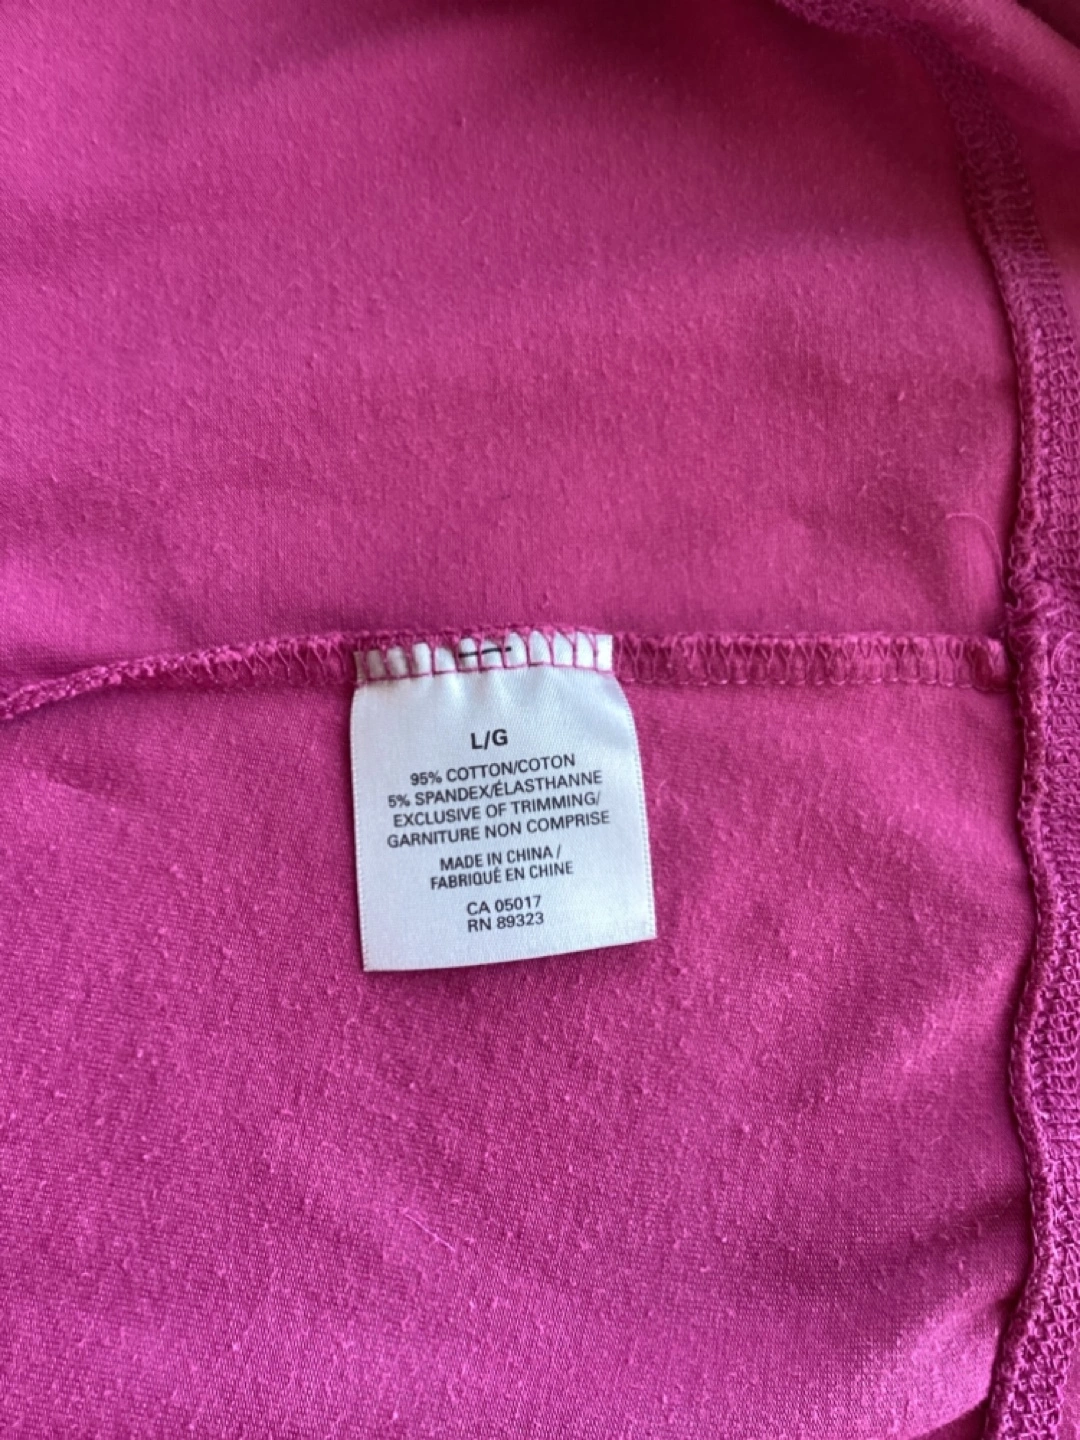 L/G
95% COTTON/COTON
5% SPANDEX/ÉLASTHANNE
EXCLUSIVE OF TRIMMING/
GARNITURE NON COMPRISE
MADE IN CHINA /
FABRIQUÉ EN CHINE
CA 05017
RN 89323